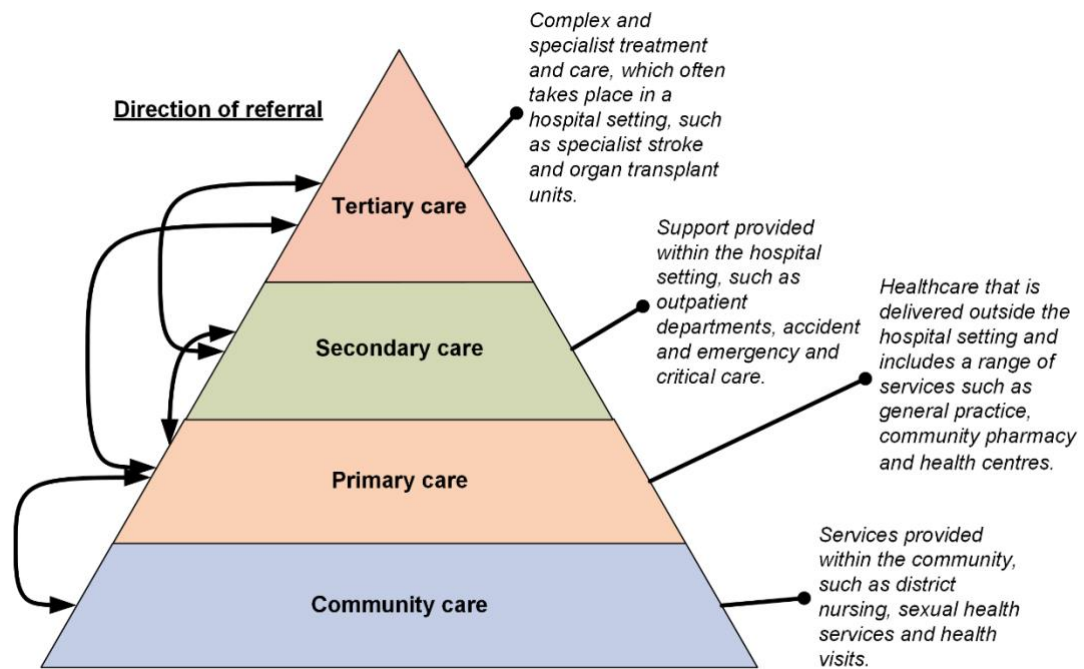 Complex and
specialist treatment
and care, which often
takes place in a
hospital setting, such
as specialist stroke
and organ transplant
units.
Direction of referral
Tertiary care
Support provided
within the hospital
setting, such as
outpatient
departments, accident
and emergency and
critical care.
Healthcare that is
delivered outside the
hospital setting and
includes a range of
services such as
general practice,
community pharmacy
and health centres.
Secondary care
Primary care
Services provided
within the community,
such as district
nursing, sexual health
services and health
visits.
Community care